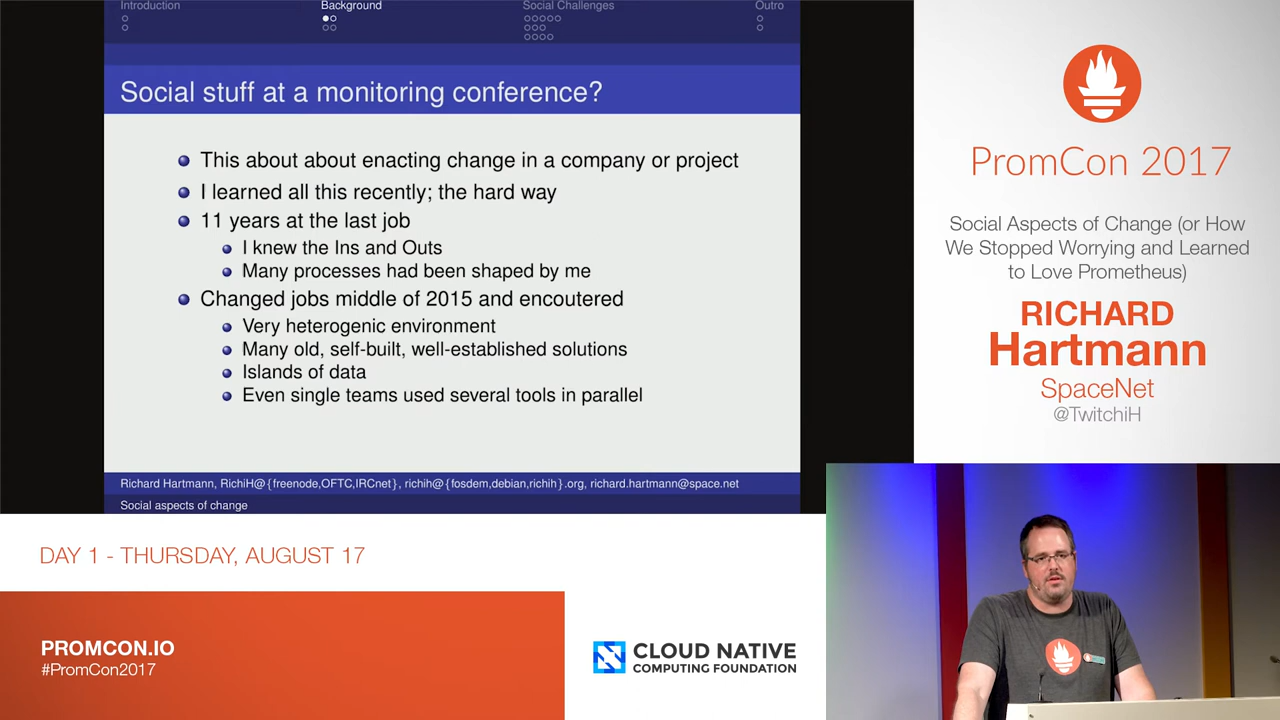 Introduction
Background
Social Challenges
Outro
Social stuff at a monitoring conference?
This about about enacting change in a company or project
I learned all this recently; the hard way
11 years at the last job
I knew the Ins and Outs
Many processes had been shaped by me
Changed jobs middle of 2015 and encoutered
Very heterogenic environment
Many old, self-built, well-established solutions
Islands of data
Even single teams used several tools in parallel
Richard Hartmann, RichiH@{freenode,OFTC,IRCnet}, richih@{fosdem,debian,richih}.org, richard.hartmann@space.net
Social aspects of change
PromCon 2017
Social Aspects of Change (or How
We Stopped Worrying and Learned
to Love Prometheus)
RICHARD
Hartmann
SpaceNet
@TwitchiH
DAY 1 - THURSDAY, AUGUST 17
PROMCON.IO
#PromCon2017
CLOUD NATIVE
COMPUTING FOUNDATION